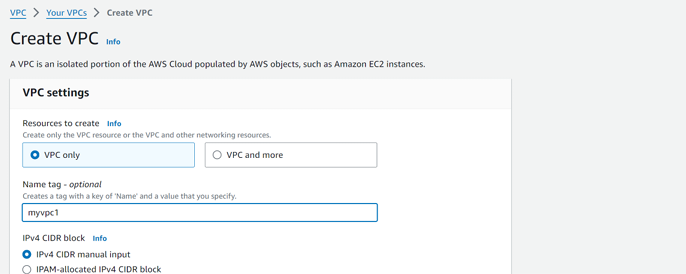 VPC > Your VPCs > Create VPC
Create VPC Info
A VPC is an isolated portion of the AWS Cloud populated by AWS objects, such as Amazon EC2 instances.
VPC settings
Resources to create Info
Create only the VPC resource or the VPC and other networking resources.
VPC only VPC and more
Name tag - optional
Creates a tag with a key of 'Name' and a value that you specify.
myvpc1
IPv4 CIDR block Info
IPv4 CIDR manual input
IPAM-allocated IPv4 CIDR block